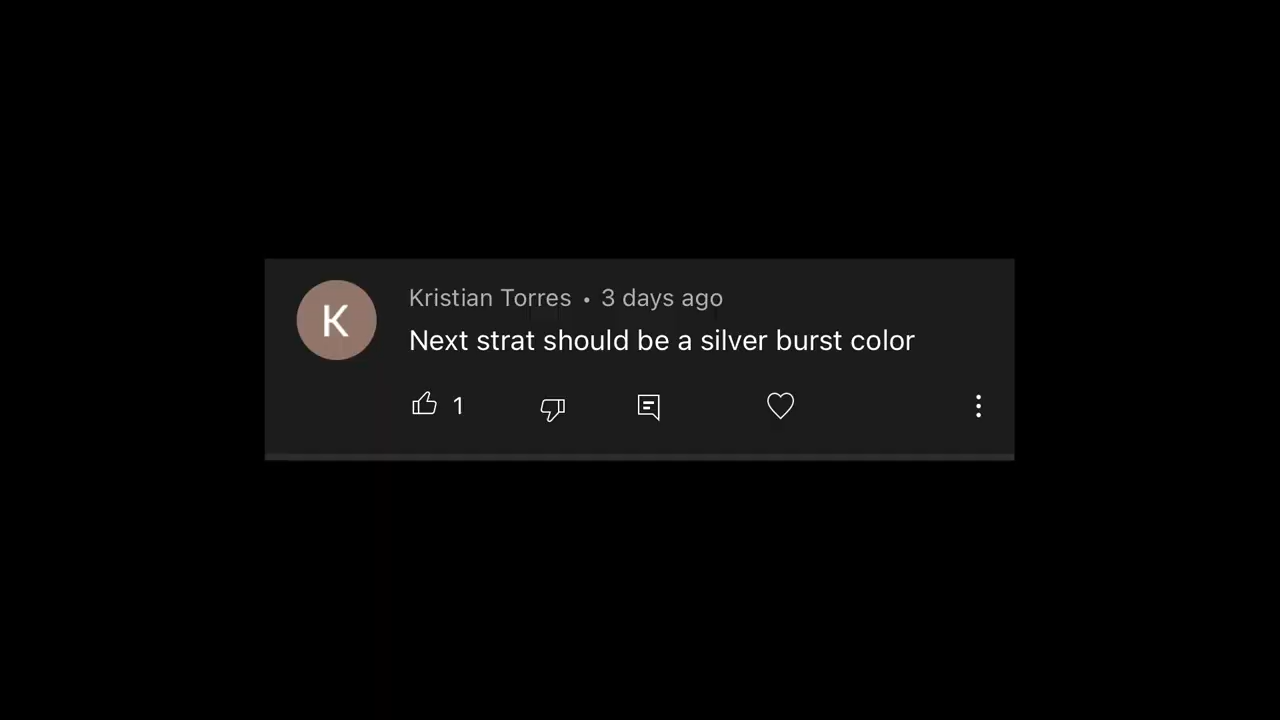 K
Kristian Torres • 3 days ago
Next strat should be a silver burst color
1